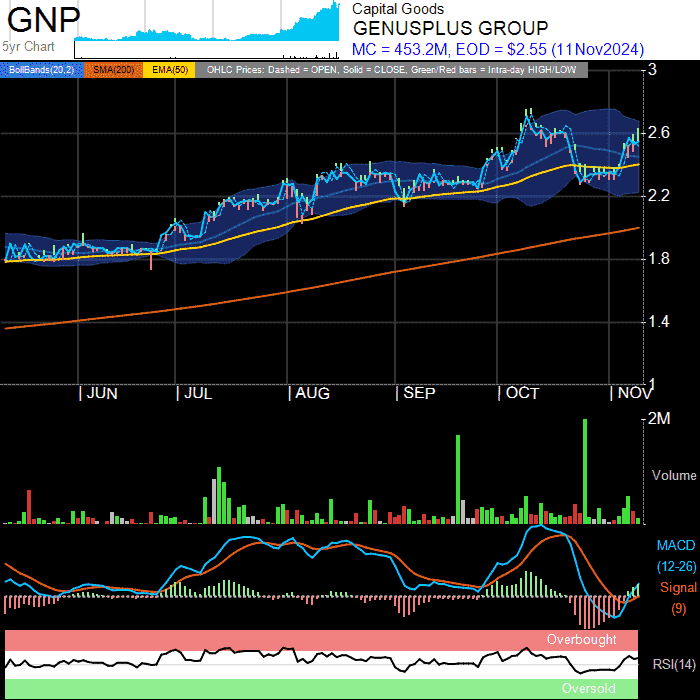 GNP
5yr Chart
Capital Goods
GENUSPLUS GROUP
MC = 453.2M, EOD = $2.55 (11Nov2024)
BollBands(20,2) SMA(200) EMA(50) OHLC Prices: Dashed = OPEN, Solid = CLOSE, Green/Red bars = Intra-day HIGH/LOW
3
2.6
2.2
1.8
1.4
1
JUN JUL AUG SEP OCT NOV
2M
Volume
MACD
(12-26)
Signal
(9)
Overbought
RSI(14)
Oversold